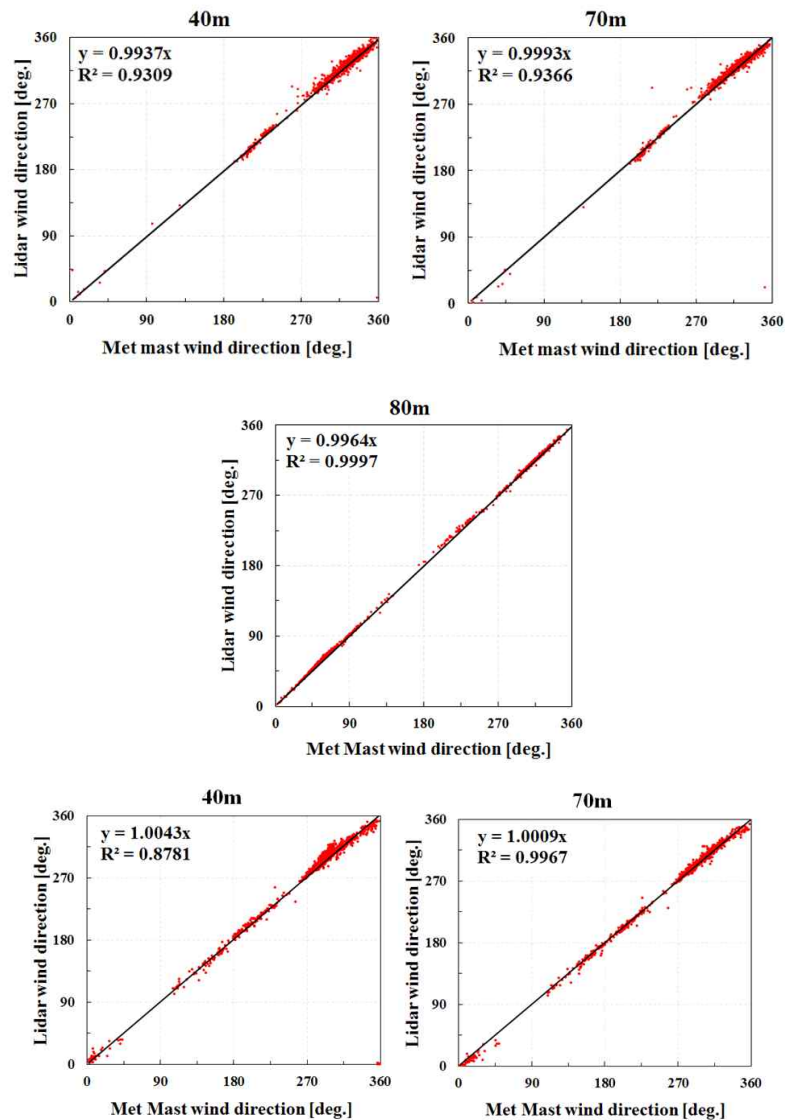 40m
y = 0.9937x
R² = 0.9309
Lidar wind direction [deg.]
360
270
180
90
0
0 90 180 270 360
Met mast wind direction [deg.]
70m
y = 0.9993x
R² = 0.9366
Lidar wind direction [deg.]
360
270
180
90
0
0 90 180 270 360
Met mast wind direction [deg.]
80m
y = 0.9964x
R² = 0.9997
Lidar wind direction [deg.]
360
270
180
90
0
0 90 180 270 360
Met Mast wind direction [deg.]
40m
y = 1.0043x
R² = 0.8781
Lidar wind direction [deg.]
360
270
180
90
0
0 90 180 270 360
Met Mast wind direction [deg.]
70m
y = 1.0009x
R² = 0.9967
Lidar wind direction [deg.]
360
270
180
90
0
0 90 180 270 360
Met Mast wind direction [deg.]